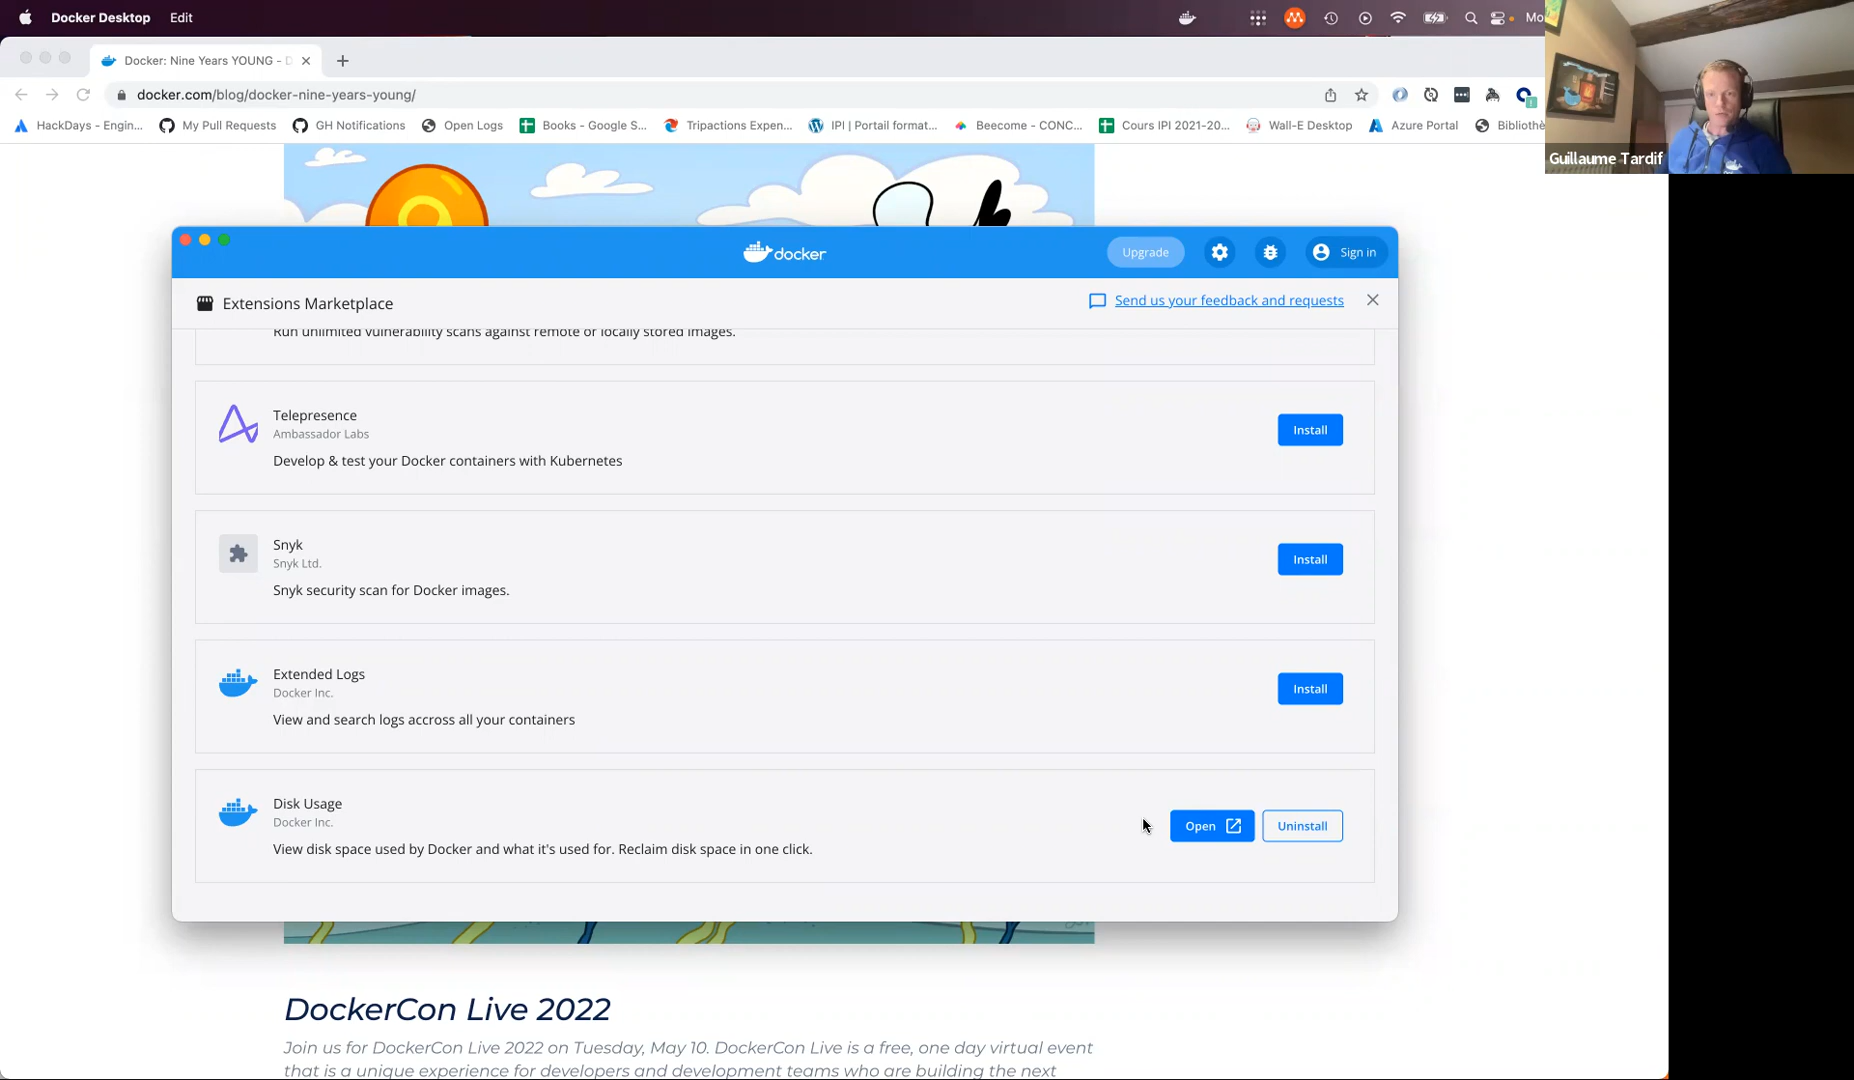 Docker Desktop Edit Mo
Docker: Nine Years YOUNG - D
docker.com/blog/docker-nine-years-young/
HackDays - Engin... My Pull Requests GH Notifications Open Logs Books - Google S... Tripactions Expen... IPI | Portail format... Beecome - CONC... Cours IPI 2021-20... Wall-E Desktop Azure Portal Biblioth
Guillaume Tardif
docker
Upgrade
Sign in
Extensions Marketplace
Send us your feedback and requests
Run unlimited vulnerability scans against remote or locally stored images.
Telepresence
Ambassador Labs
Develop & test your Docker containers with Kubernetes
Install
Snyk
Snyk Ltd.
Snyk security scan for Docker images.
Install
Extended Logs
Docker Inc.
View and search logs accross all your containers
Install
Disk Usage
Docker Inc.
View disk space used by Docker and what it's used for. Reclaim disk space in one click.
Open
Uninstall
DockerCon Live 2022
Join us for DockerCon Live 2022 on Tuesday, May 10. DockerCon Live is a free, one day virtual event
that is a unique experience for developers and development teams who are building the next